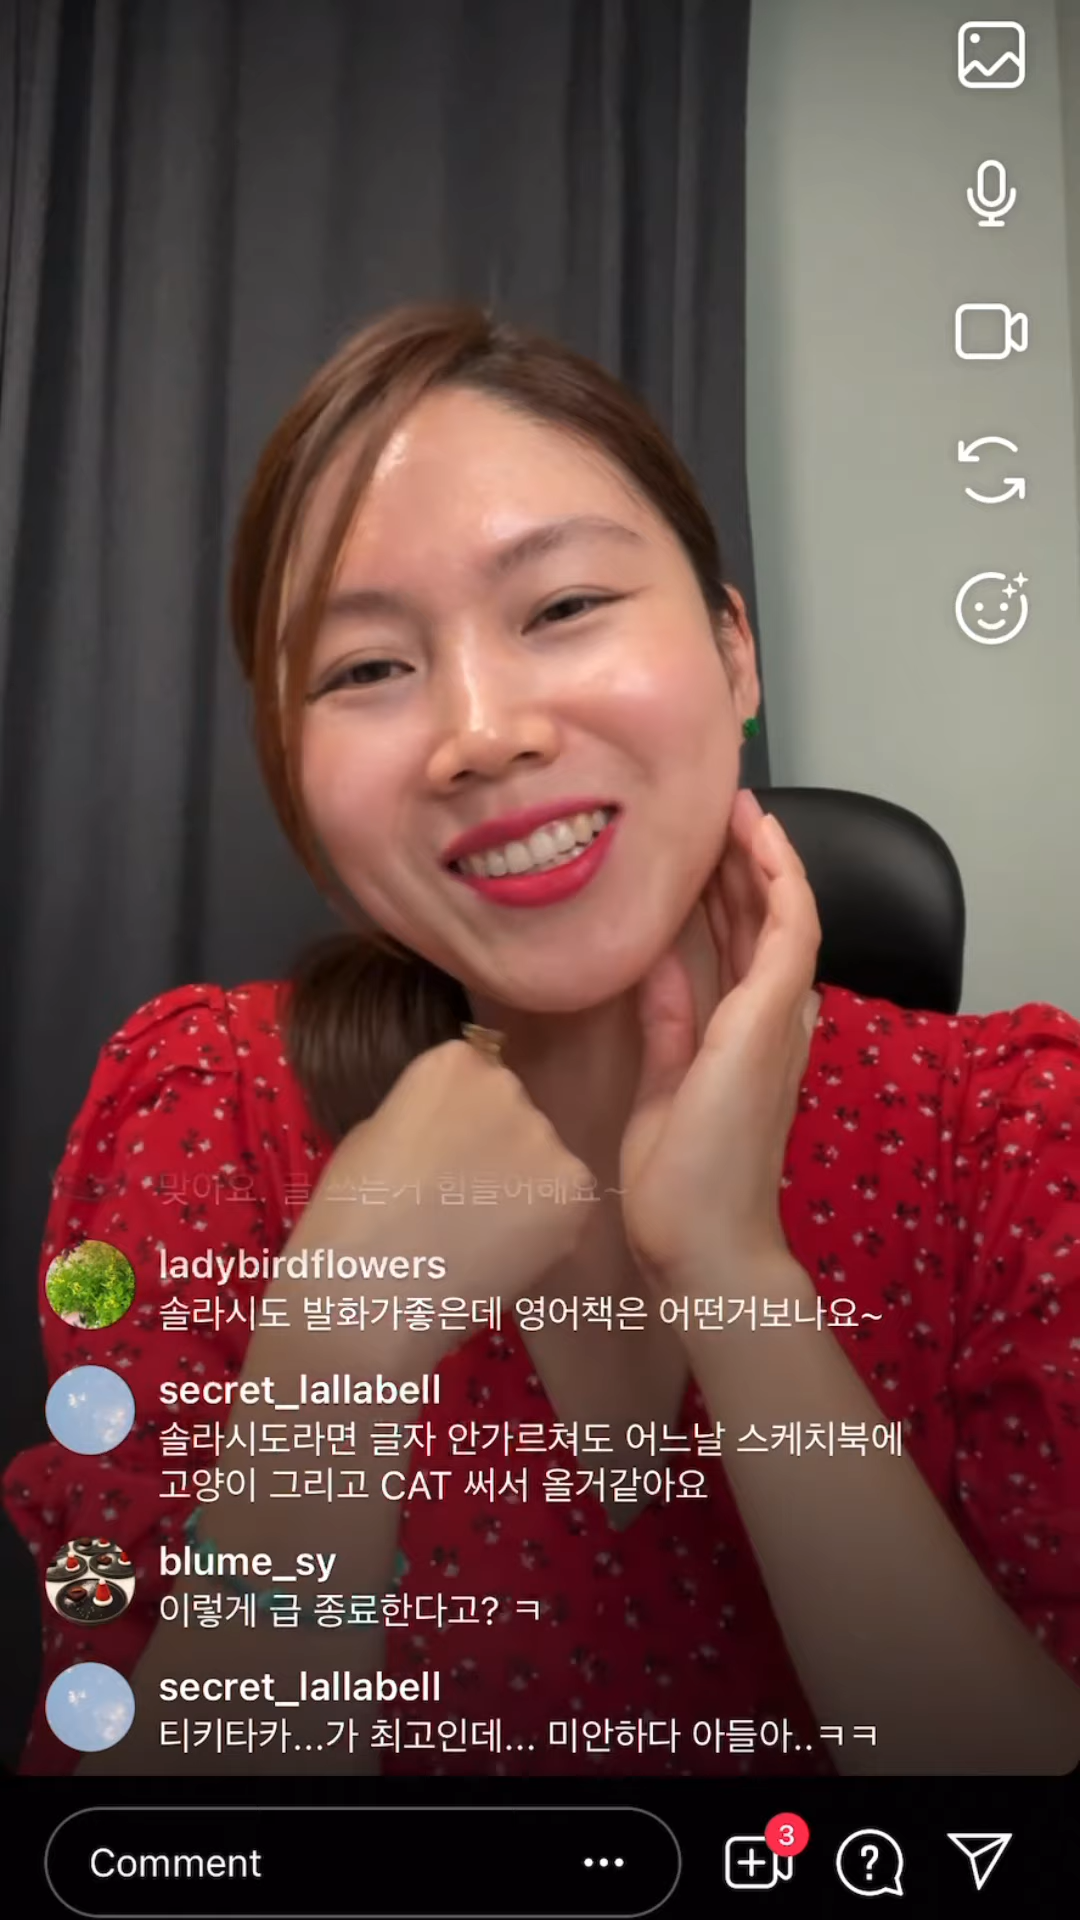 맞아요. 글 쓰는거 힘들어해요~
ladybirdflowers
솔라시도 발화가좋은데 영어책은 어떤거보나요~
secret_lallabell
솔라시도라면 글자 안가르쳐도 어느날 스케치북에
고양이 그리고 CAT 써서 올거같아요
blume_sy
이렇게 급 종료한다고? ㅋ
secret_lallabell
티키타카...가 최고인데... 미안하다 아들아..ㅋㅋ
Comment
3